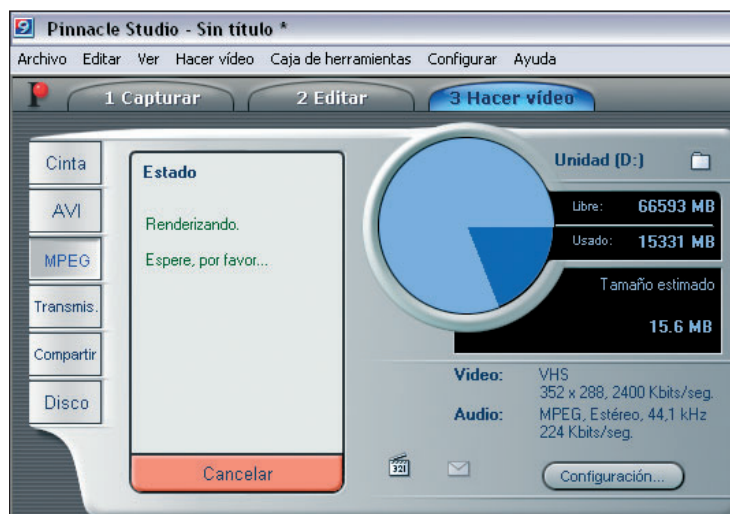 Pinnacle Studio - Sin título *
Archivo Editar Ver Hacer vídeo Caja de herramientas Configurar Ayuda
1 Capturar 2 Editar 3 Hacer vídeo
Cinta
AVI
MPEG
Transmis.
Compartir
Disco
Estado
Renderizando.
Espere, por favor...
Cancelar
Unidad (D:)
Libre: 66593 MB
Usado: 15331 MB
Tamaño estimado
15.6 MB
Video: VHS
352 x 288, 2400 Kbits/seg.
Audio: MPEG, Estéreo, 44,1 kHz
224 Kbits/seg.
321
Configuración...